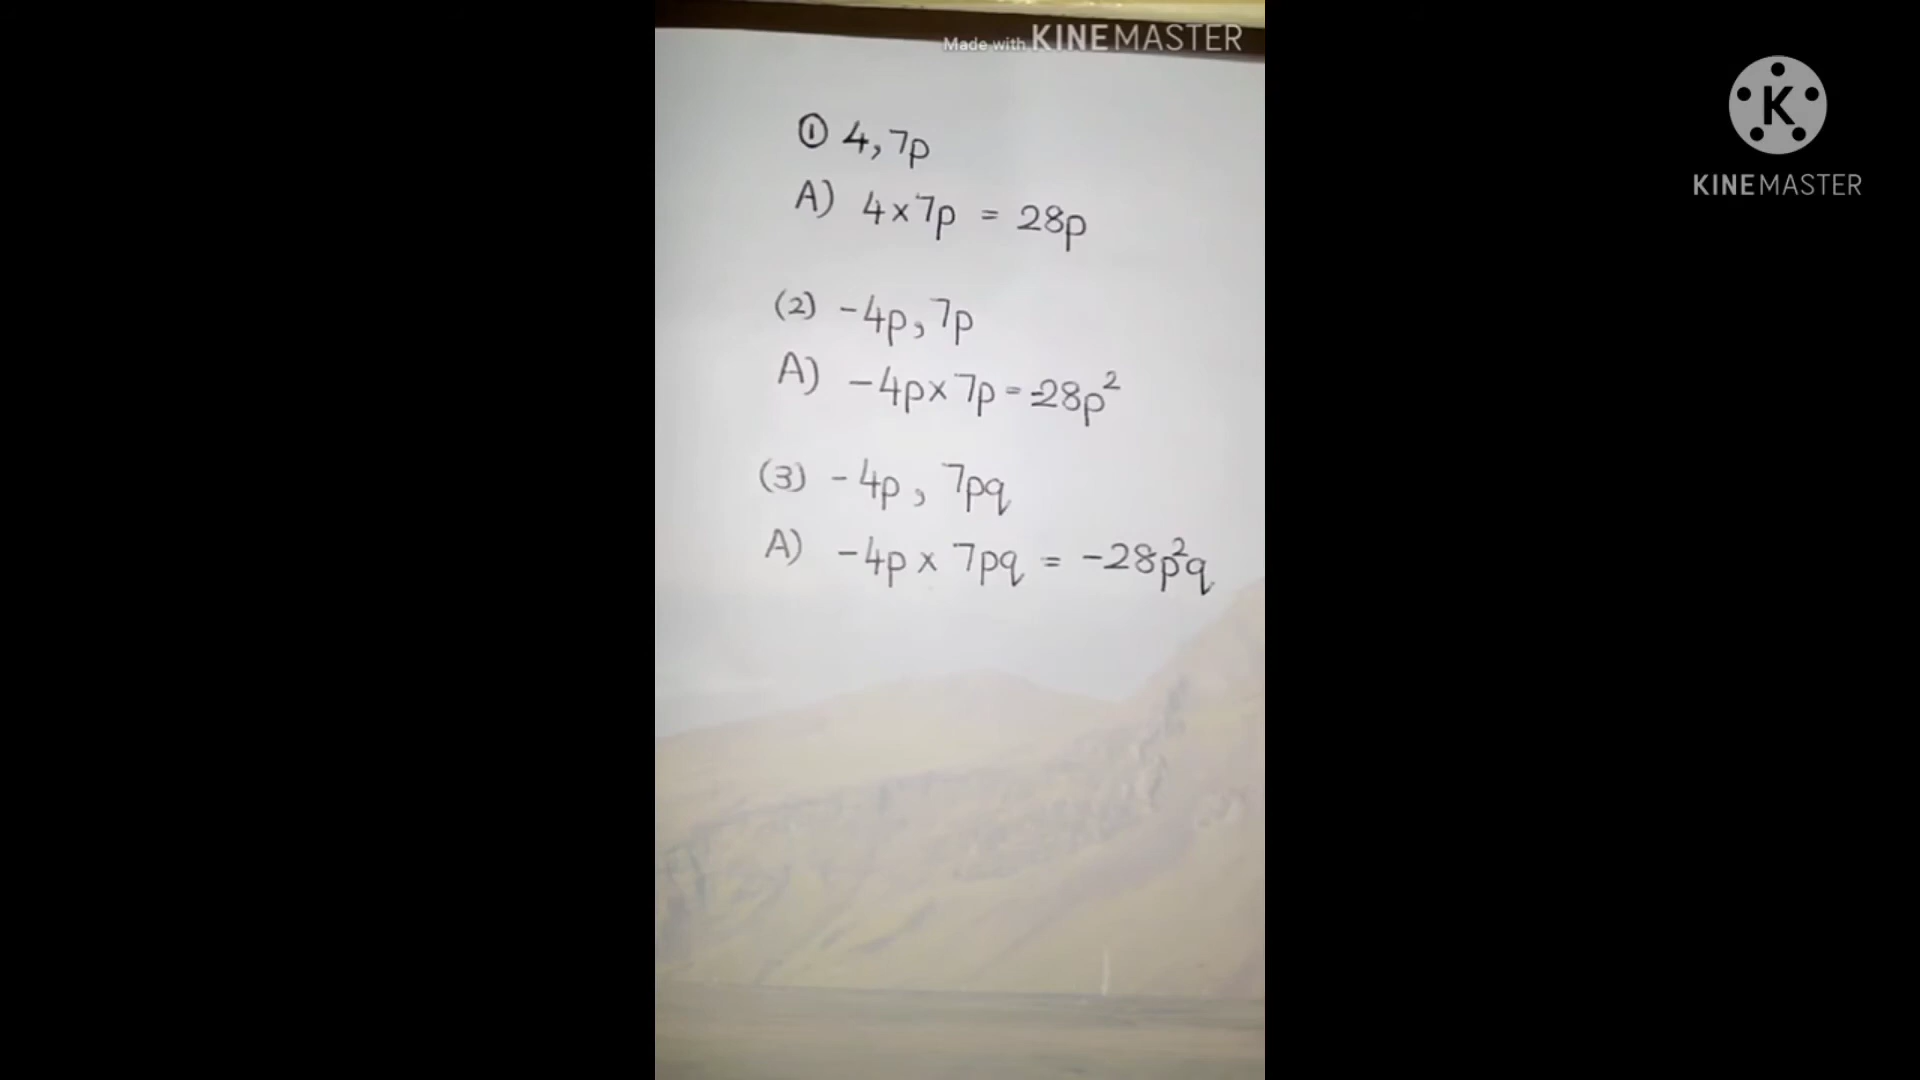 Made with KINEMASTER
KINEMASTER
① 4, 7p
A) 4 × 7p = 28p
(2) -4p, 7p
A) -4p × 7p = -28p²
(3) -4p, 7pq
A) -4p × 7pq = -28p²q